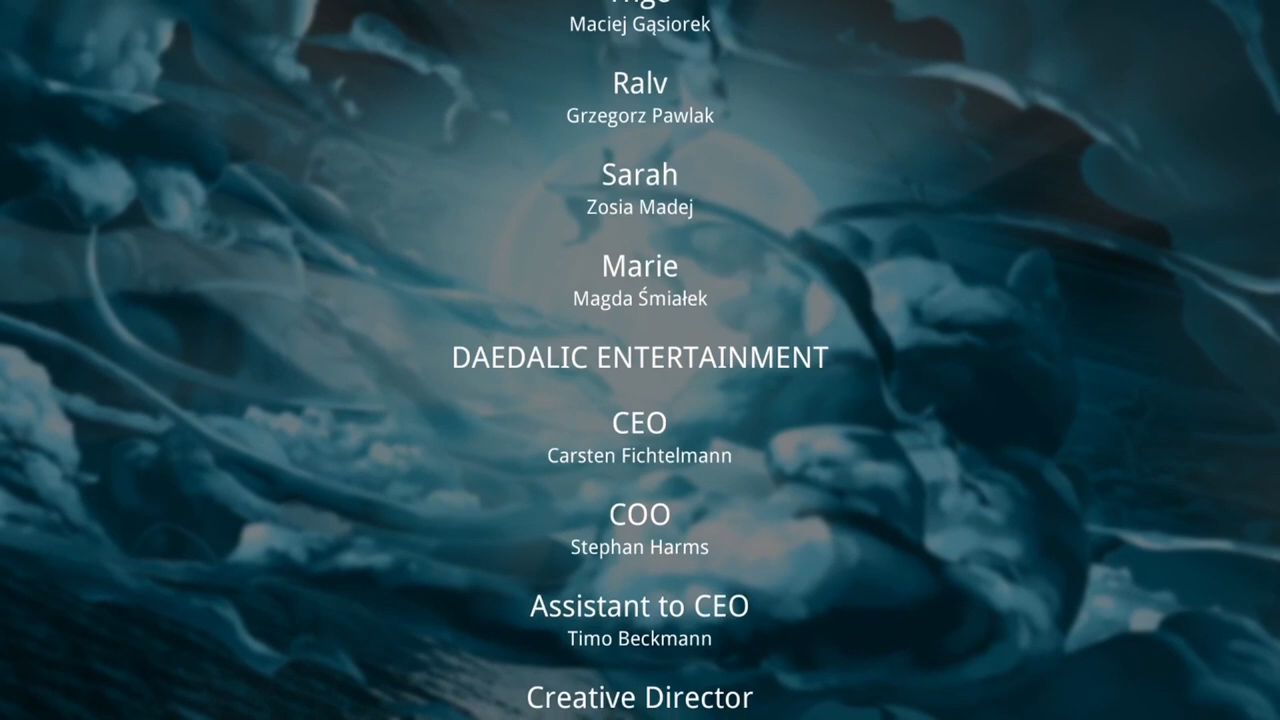 Maciej Gąsiorek
Ralv
Grzegorz Pawlak
Sarah
Zosia Madej
Marie
Magda Śmiałek
DAEDALIC ENTERTAINMENT
CEO
Carsten Fichtelmann
COO
Stephan Harms
Assistant to CEO
Timo Beckmann
Creative Director